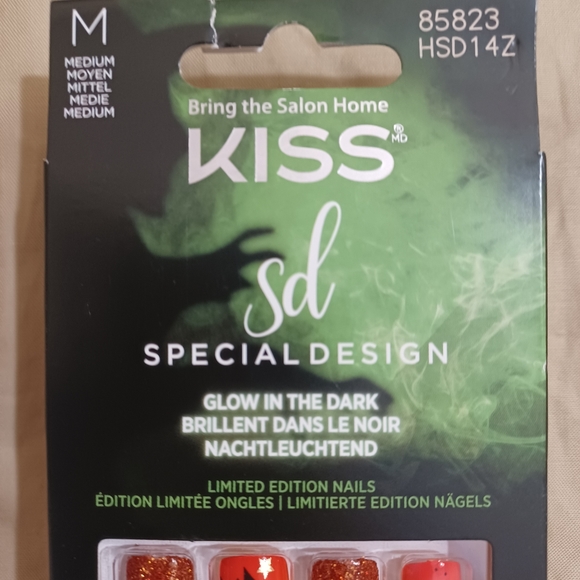 M
MEDIUM
MOYEN
MITTEL
MEDIE
MEDIUM
85823
HSD14Z
Bring the Salon Home
KISS®MD
sd
SPECIAL DESIGN
GLOW IN THE DARK
BRILLENT DANS LE NOIR
NACHTLEUCHTEND
LIMITED EDITION NAILS
ÉDITION LIMITÉE ONGLES | LIMITIERTE EDITION NÄGELS